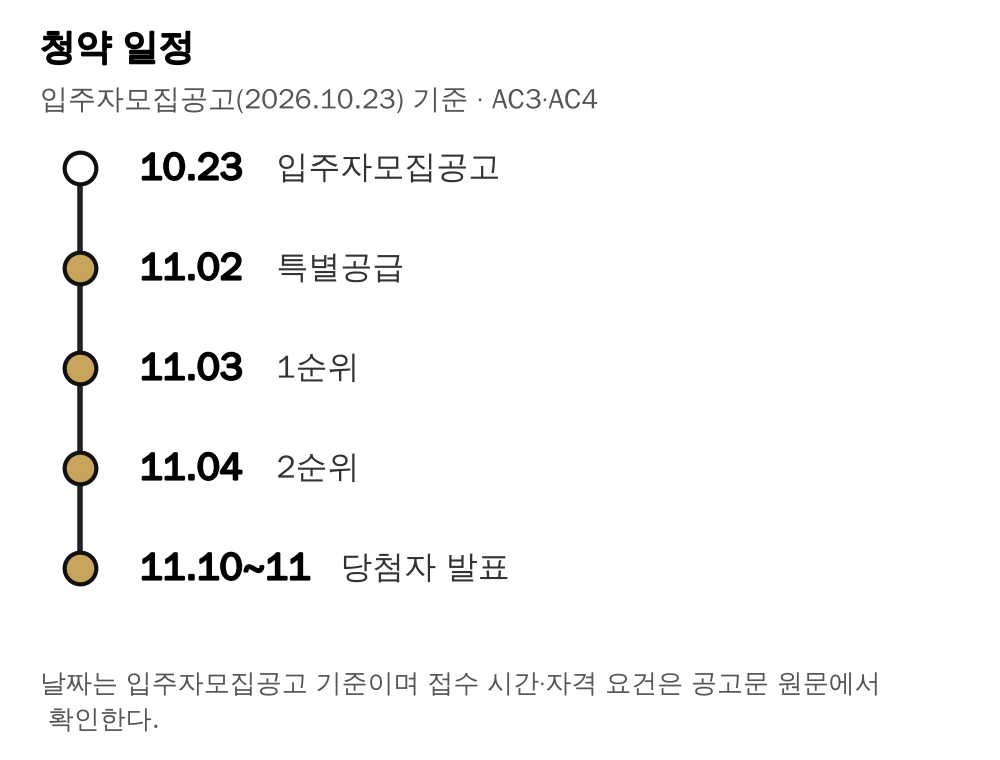 청약 일정
입주자모집공고(2026.10.23) 기준 · AC3·AC4
10.23 입주자모집공고
11.02 특별공급
11.03 1순위
11.04 2순위
11.10~11 당첨자 발표
날짜는 입주자모집공고 기준이며 접수 시간·자격 요건은 공고문 원문에서
확인한다.